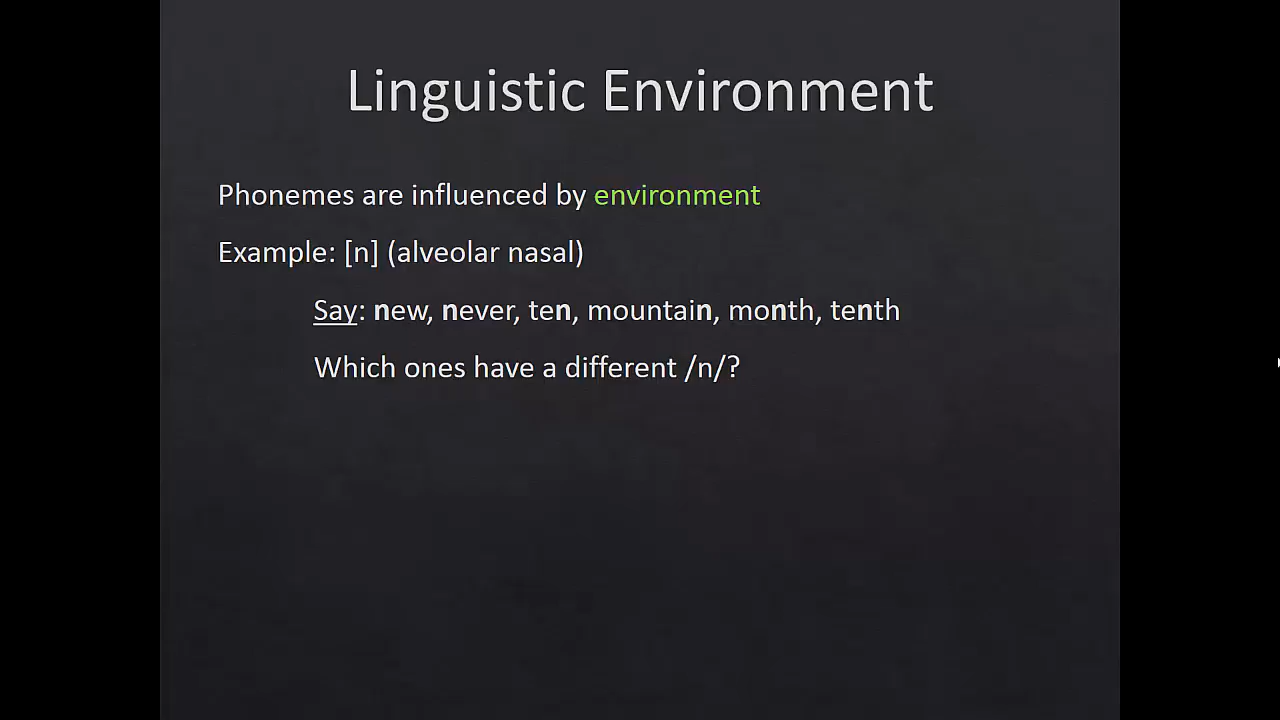 Linguistic Environment
Phonemes are influenced by environment
Example: [n] (alveolar nasal)
Say: new, never, ten, mountain, month, tenth
Which ones have a different /n/?